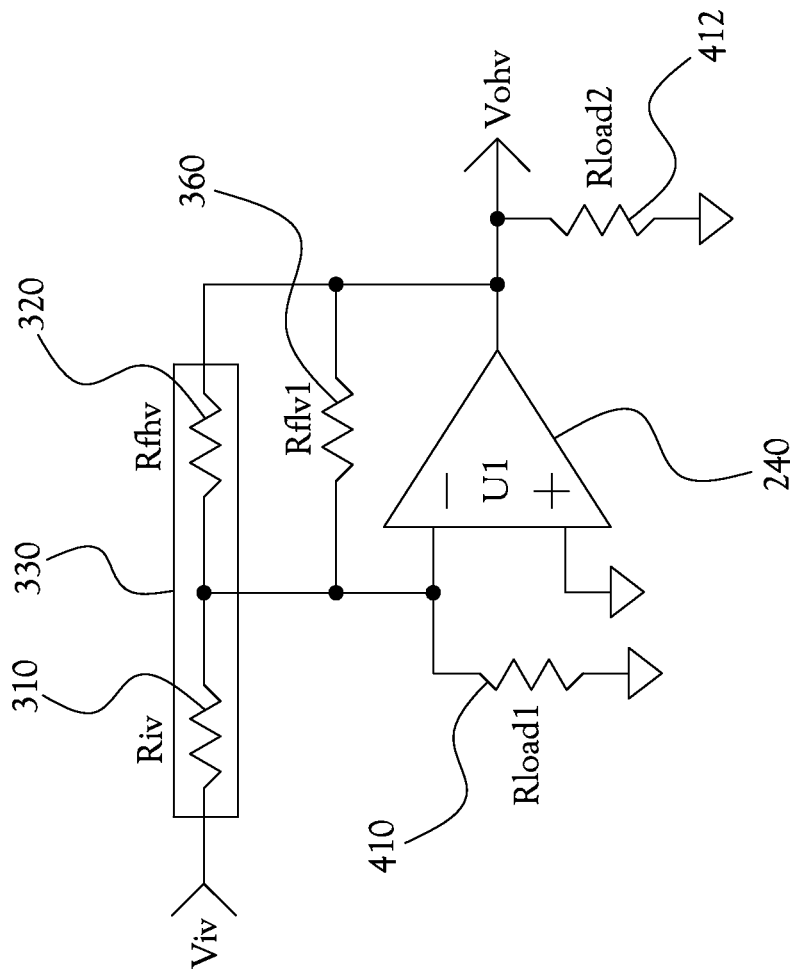 330
310
320
Riv
Rfhv
Viv
360
Rflv1
Vohv
−
U1
+
Rload1
410
240
Rload2
412